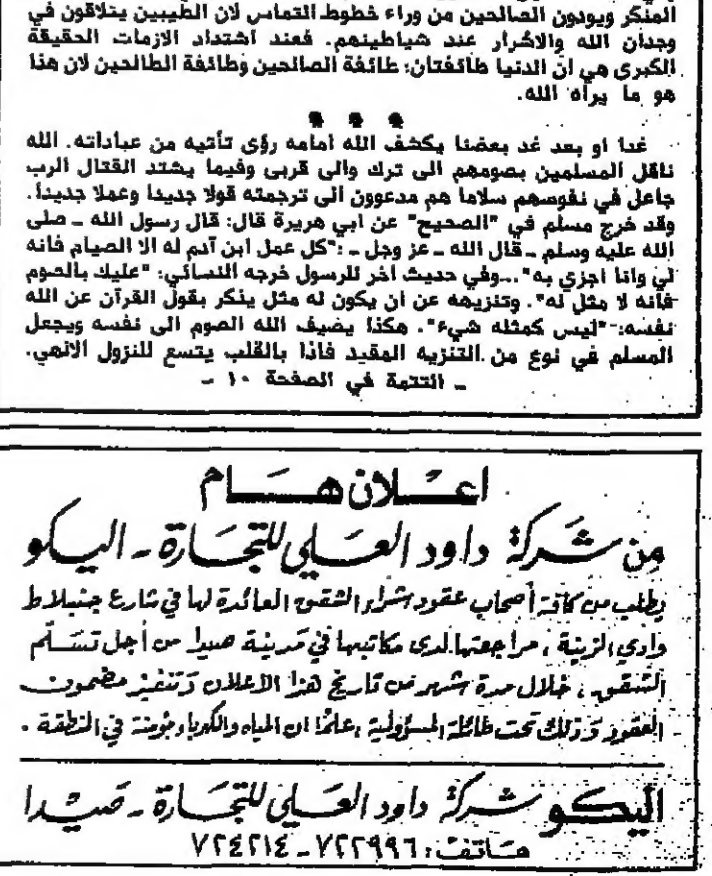 المنكر ويودون الصالحين من وراء خطوط التماس لان الطيبين يتلاقون في
وجدان الله والاشرار عند شياطينهم. فعند اشتداد الازمات الحقيقة
الكبرى هي ان الدنيا طائفتان: طائفة الصالحين وطائفة الطالحين لان هذا
هو ما يراه الله.
* * *
غدا او بعد غد بعضنا يكشف الله امامه رؤى تأتيه من عباداته. الله
ناقل المسلمين بصومهم الى ترك والى قربى وفيما يشتد القتال الرب
جاعل في نفوسهم سلاما هم مدعوون الى ترجمته قولا جديدا وعملا جديدا.
وقد خرج مسلم في "الصحيح" عن ابي هريرة قال: قال رسول الله ـ صلى
الله عليه وسلم ـ قال الله ـ عز وجل ـ: "كل عمل ابن آدم له الا الصيام فانه
لي وانا اجزي به"... وفي حديث اخر للرسول خرجه النسائي: "عليك بالصوم
فانه لا مثل له". وتنزيهه عن ان يكون له مثل يذكر بقول القرآن عن الله
نفسه: "ليس كمثله شيء". هكذا يضيف الله الصوم الى نفسه ويجعل
المسلم في نوع من التنزيه المقيد فاذا بالقلب يتسع للنزول الالهي.
ـ التتمة في الصفحة ١٠ ـ
اعلان هام
من شركة داود العلي للتجارة ـ اليكو
يطلب من كافة أصحاب عقود شراء الشقق العائدة لها في شارع جنبلاط
وادي الزينة، مراجعتها لدى مكاتبها في مدينة صيدا من أجل تسلم
الشقق، خلال مدة شهر من تاريخ هذا الاعلان وتنفيذ مضمون
العقود وذلك تحت طائلة المسؤولية، علما ان المياه والكهرباء مؤمنة في المنطقة.
اليكو شركة داود العلي للتجارة ـ صيدا
هاتف: ٧٢٢٩٩٦ـ٧٢٤٢١٤